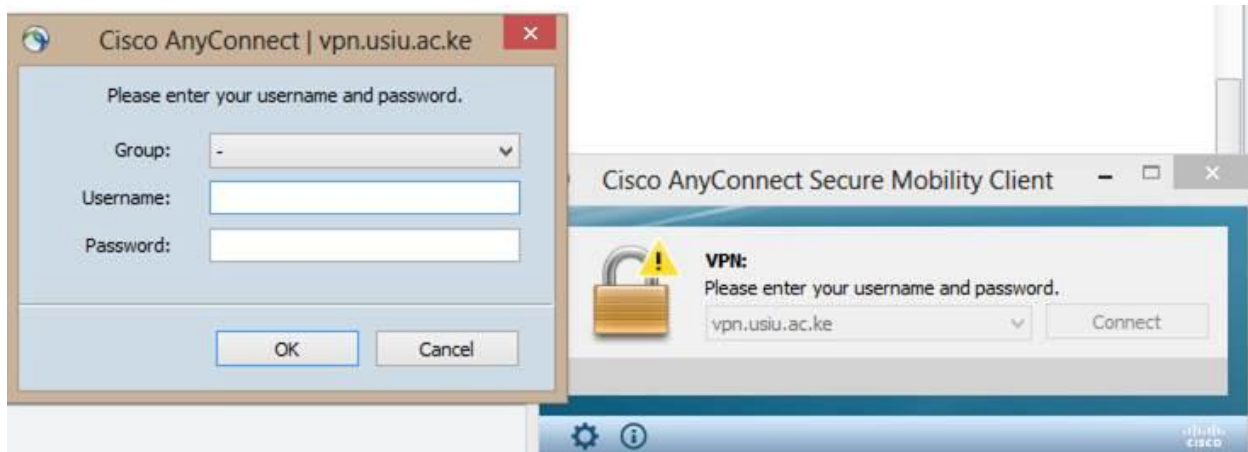 Cisco AnyConnect | vpn.usiu.ac.ke
Please enter your username and password.
Group: -
Username:
Password:
OK Cancel
Cisco AnyConnect Secure Mobility Client
VPN:
Please enter your username and password.
vpn.usiu.ac.ke Connect
CISCO